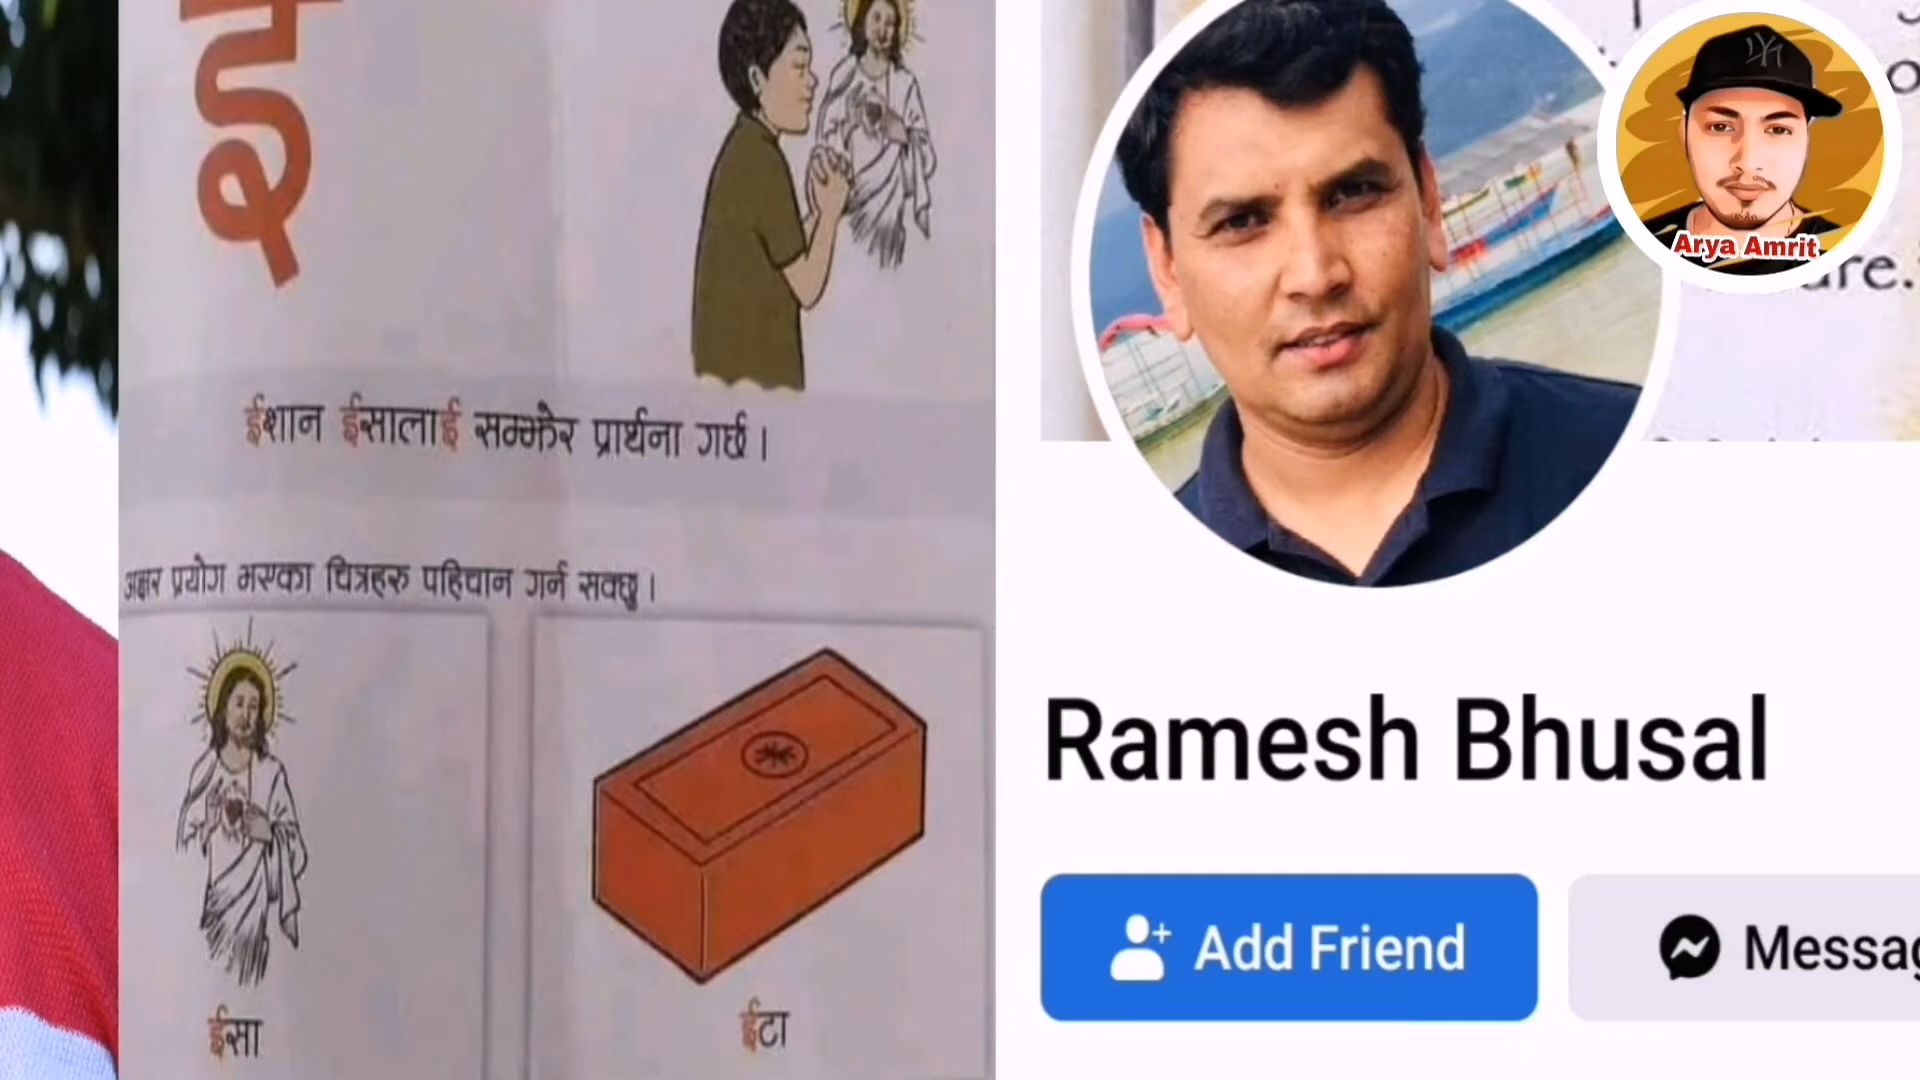 ई
ईशान ईसालाई सम्झेर प्रार्थना गर्छ ।
अक्षर प्रयोग भएका चित्रहरु पहिचान गर्न सक्छु ।
ईसा
ईटा
Arya Amrit
Ramesh Bhusal
Add Friend